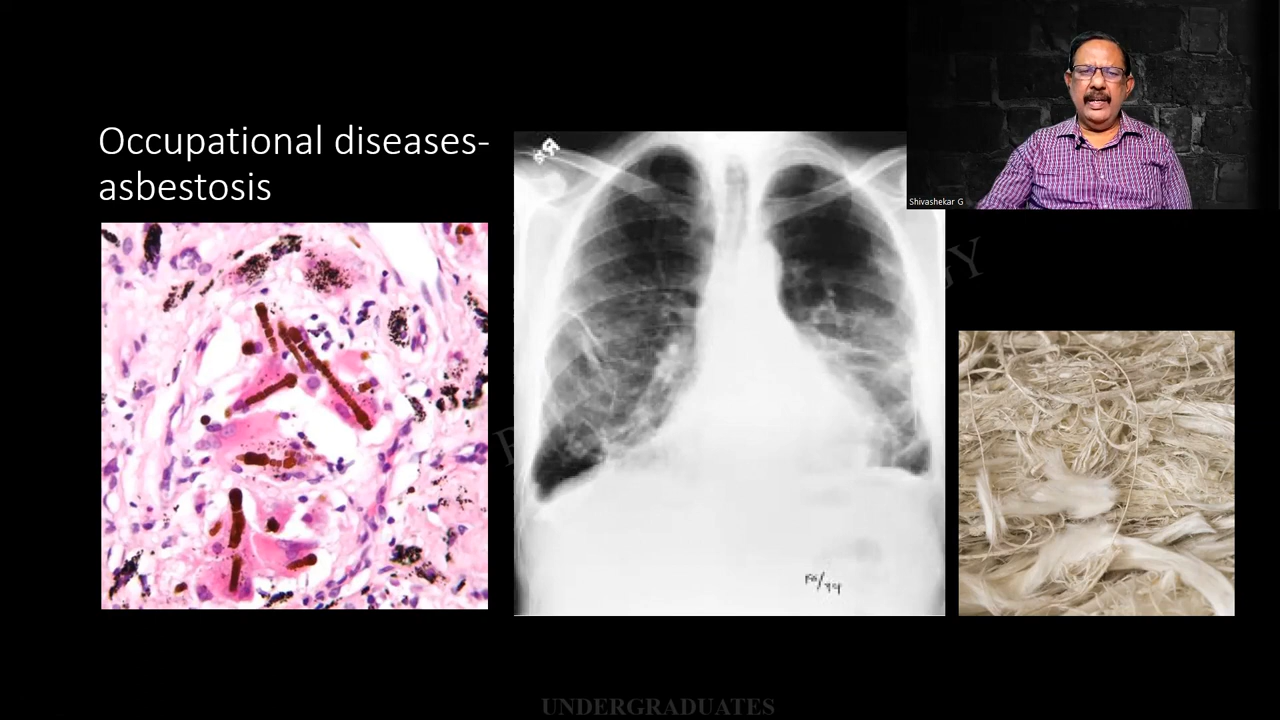 Occupational diseases-
asbestosis
Shivashekar G
UNDERGRADUATES